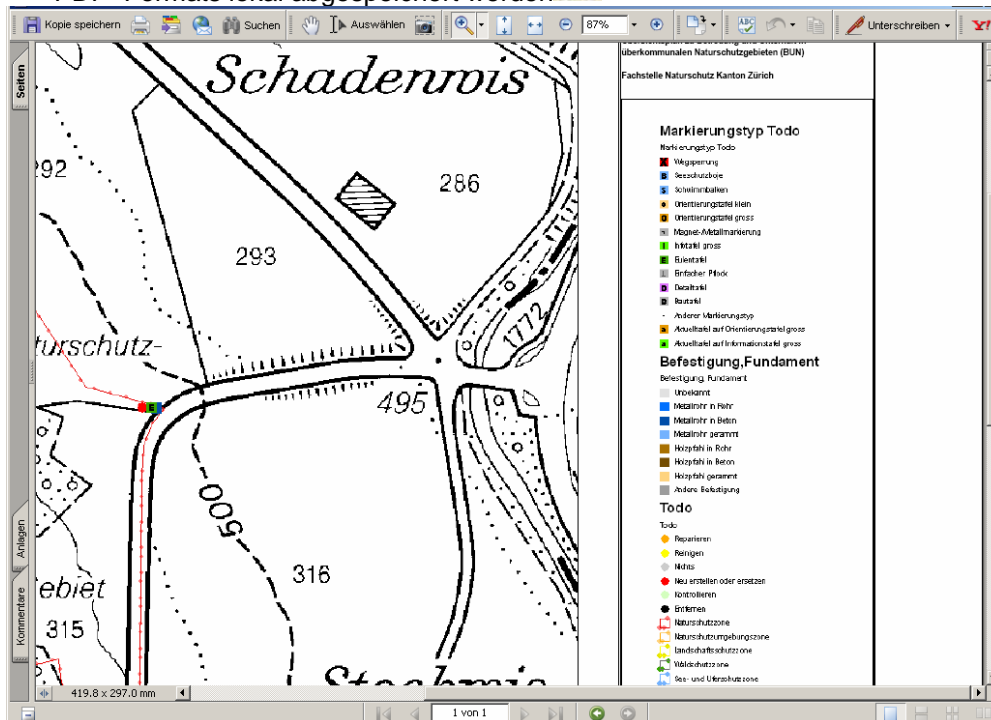 Kopie speichern
Suchen
Auswählen
87%
Unterschreiben
Seiten
Anlagen
Kommentare
Schadenwis
292
286
293
1772
turschutz-
E
495
500
316
ebiet
315
überkommunalen Naturschutzgebieten (BUN)
Fachstelle Naturschutz Kanton Zürich
Markierungstyp Todo
Markierungstyp Todo
Wegsperrung
Seeschutzboje
Schwimmbalken
Orientierungstafel klein
Orientierungstafel gross
Magnet-/Metallmarkierung
Infotafel gross
Eulentafel
Einfacher Pflock
Detailtafel
Bautafel
Anderer Markierungstyp
Aktuelltafel auf Orientierungstafel gross
Aktuelltafel auf Informationstafel gross
Befestigung,Fundament
Befestigung, Fundament
Unbekannt
Metallrohr in Rohr
Metallrohr in Beton
Metallrohr gerammt
Holzpfahl in Rohr
Holzpfahl in Beton
Holzpfahl gerammt
Andere Befestigung
Todo
Todo
Reparieren
Reinigen
Nichts
Neu erstellen oder ersetzen
Kontrollieren
Entfernen
Naturschutzzone
Naturschutzumgebungszone
Landschaftsschutzzone
Waldschutzzone
See- und Uferschutzzone
419.8 x 297.0 mm
1 von 1